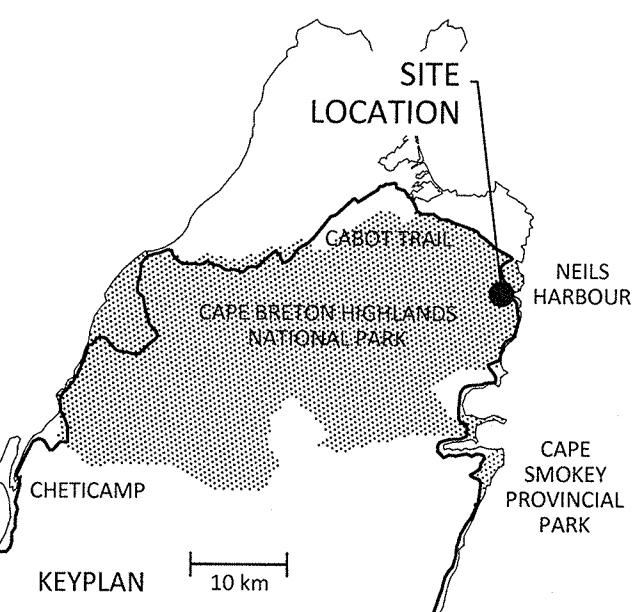 SITE
LOCATION
CABOT TRAIL
NEILS
HARBOUR
CAPE BRETON HIGHLANDS
NATIONAL PARK
CAPE
SMOKEY
PROVINCIAL
PARK
CHETICAMP
KEYPLAN
10 km